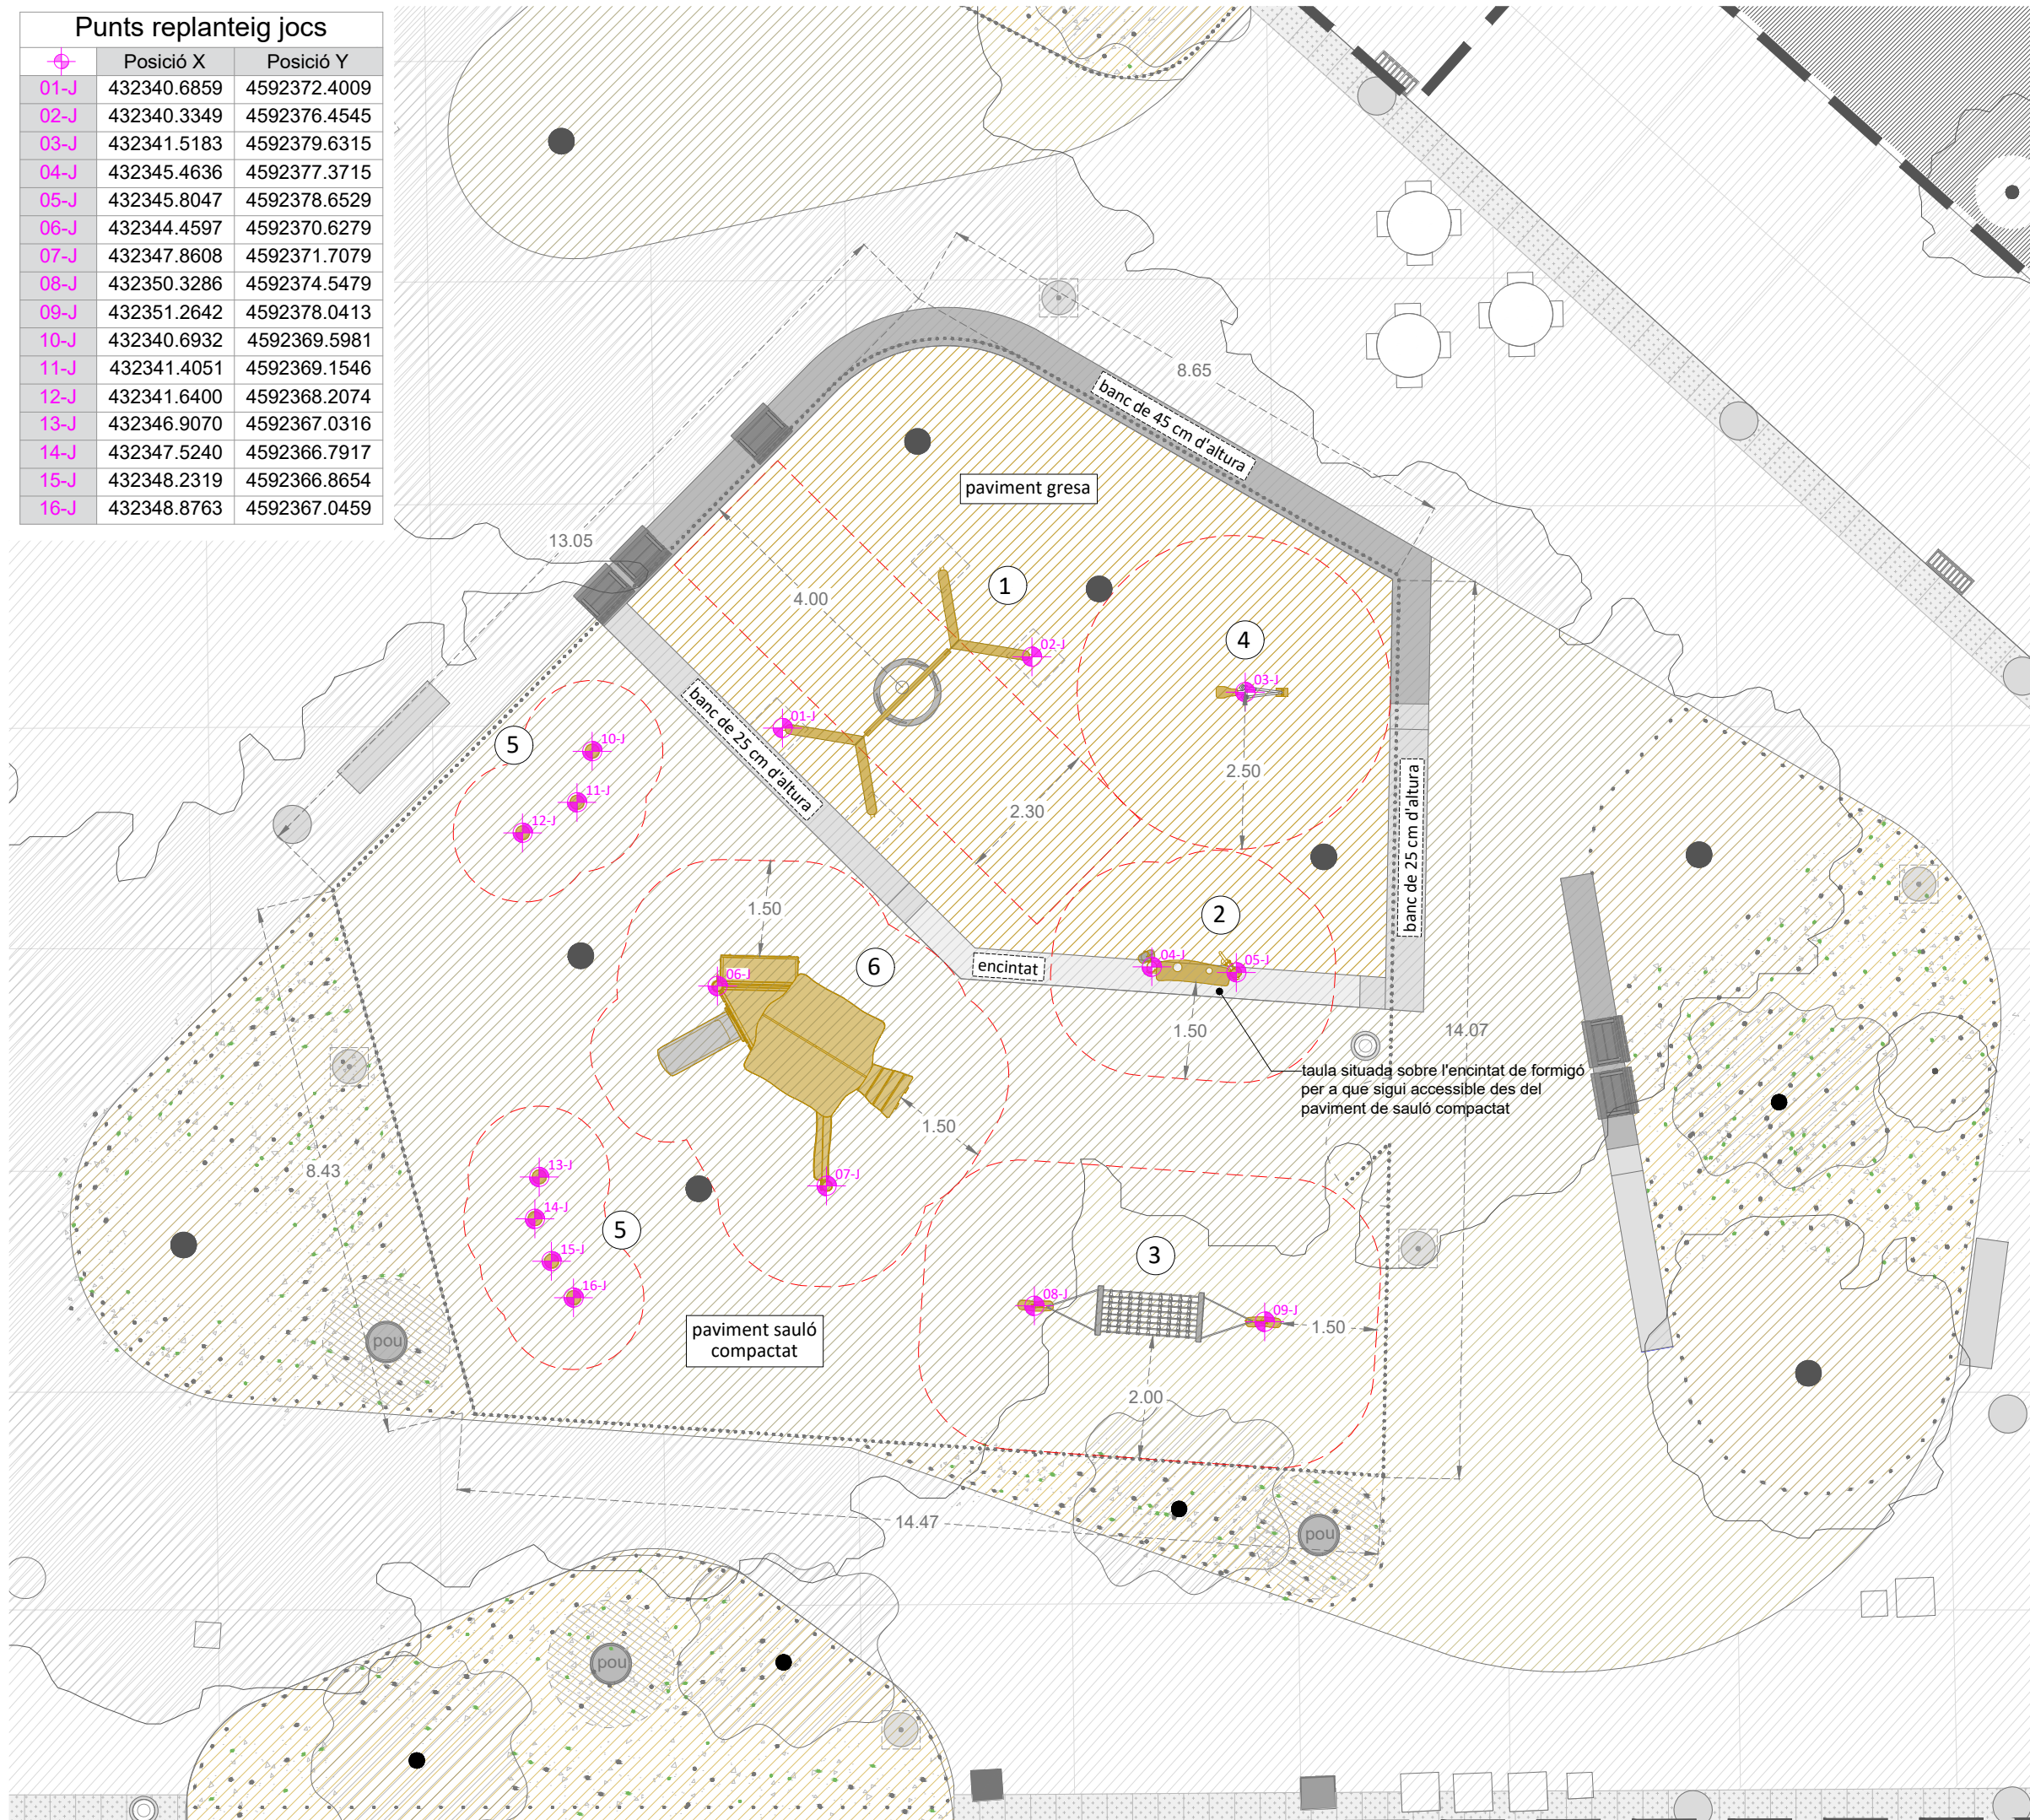 Punts replanteig jocs
Posició X Posició Y
01-J 432340.6859 4592372.4009
02-J 432340.3349 4592376.4545
03-J 432341.5183 4592379.6315
04-J 432345.4636 4592377.3715
05-J 432345.8047 4592378.6529
06-J 432344.4597 4592370.6279
07-J 432347.8608 4592371.7079
08-J 432350.3286 4592374.5479
09-J 432351.2642 4592378.0413
10-J 432340.6932 4592369.5981
11-J 432341.4051 4592369.1546
12-J 432341.6400 4592368.2074
13-J 432346.9070 4592367.0316
14-J 432347.5240 4592366.7917
15-J 432348.2319 4592366.8654
16-J 432348.8763 4592367.0459
8.65
banc de 45 cm d'altura
paviment gresa
13.05
1
4.00
4
02-J
03-J
01-J
banc de 25 cm d'altura
5
10-J
11-J
12-J
2.50
2.30
banc de 25 cm d'altura
1.50
2
6
encintat
04-J
05-J
06-J
1.50
14.07
taula situada sobre l'encintat de formigó
per a que sigui accessible des del
paviment de sauló compactat
1.50
8.43
13-J
07-J
14-J
5
15-J
16-J
3
08-J
09-J
1.50
paviment sauló
compactat
pou
2.00
14.47
pou
pou